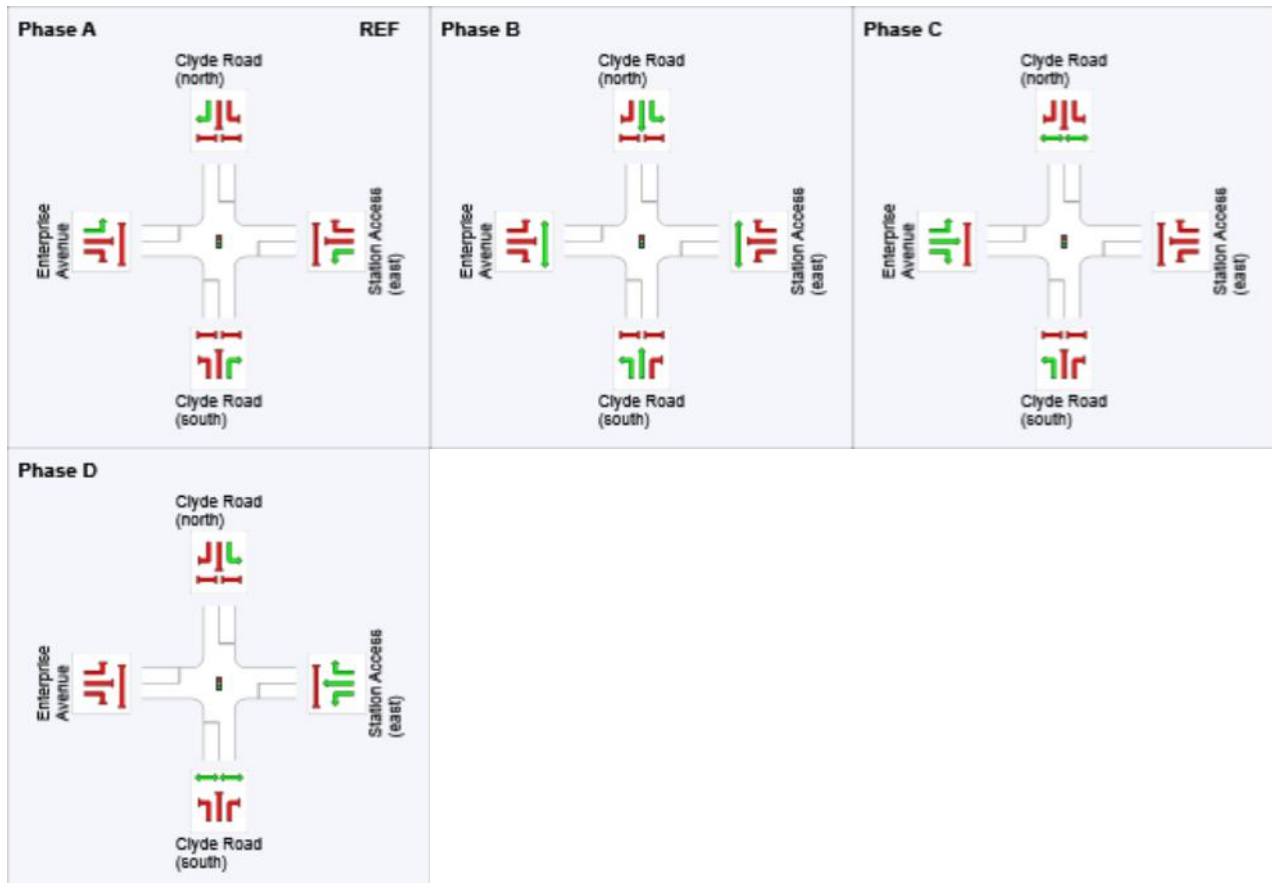 Phase A
REF
Clyde Road
(north)
Enterprise
Avenue
Station Access
(east)
Clyde Road
(south)
Phase B
Clyde Road
(north)
Enterprise
Avenue
Station Access
(east)
Clyde Road
(south)
Phase C
Clyde Road
(north)
Enterprise
Avenue
Station Access
(east)
Clyde Road
(south)
Phase D
Clyde Road
(north)
Enterprise
Avenue
Station Access
(east)
Clyde Road
(south)